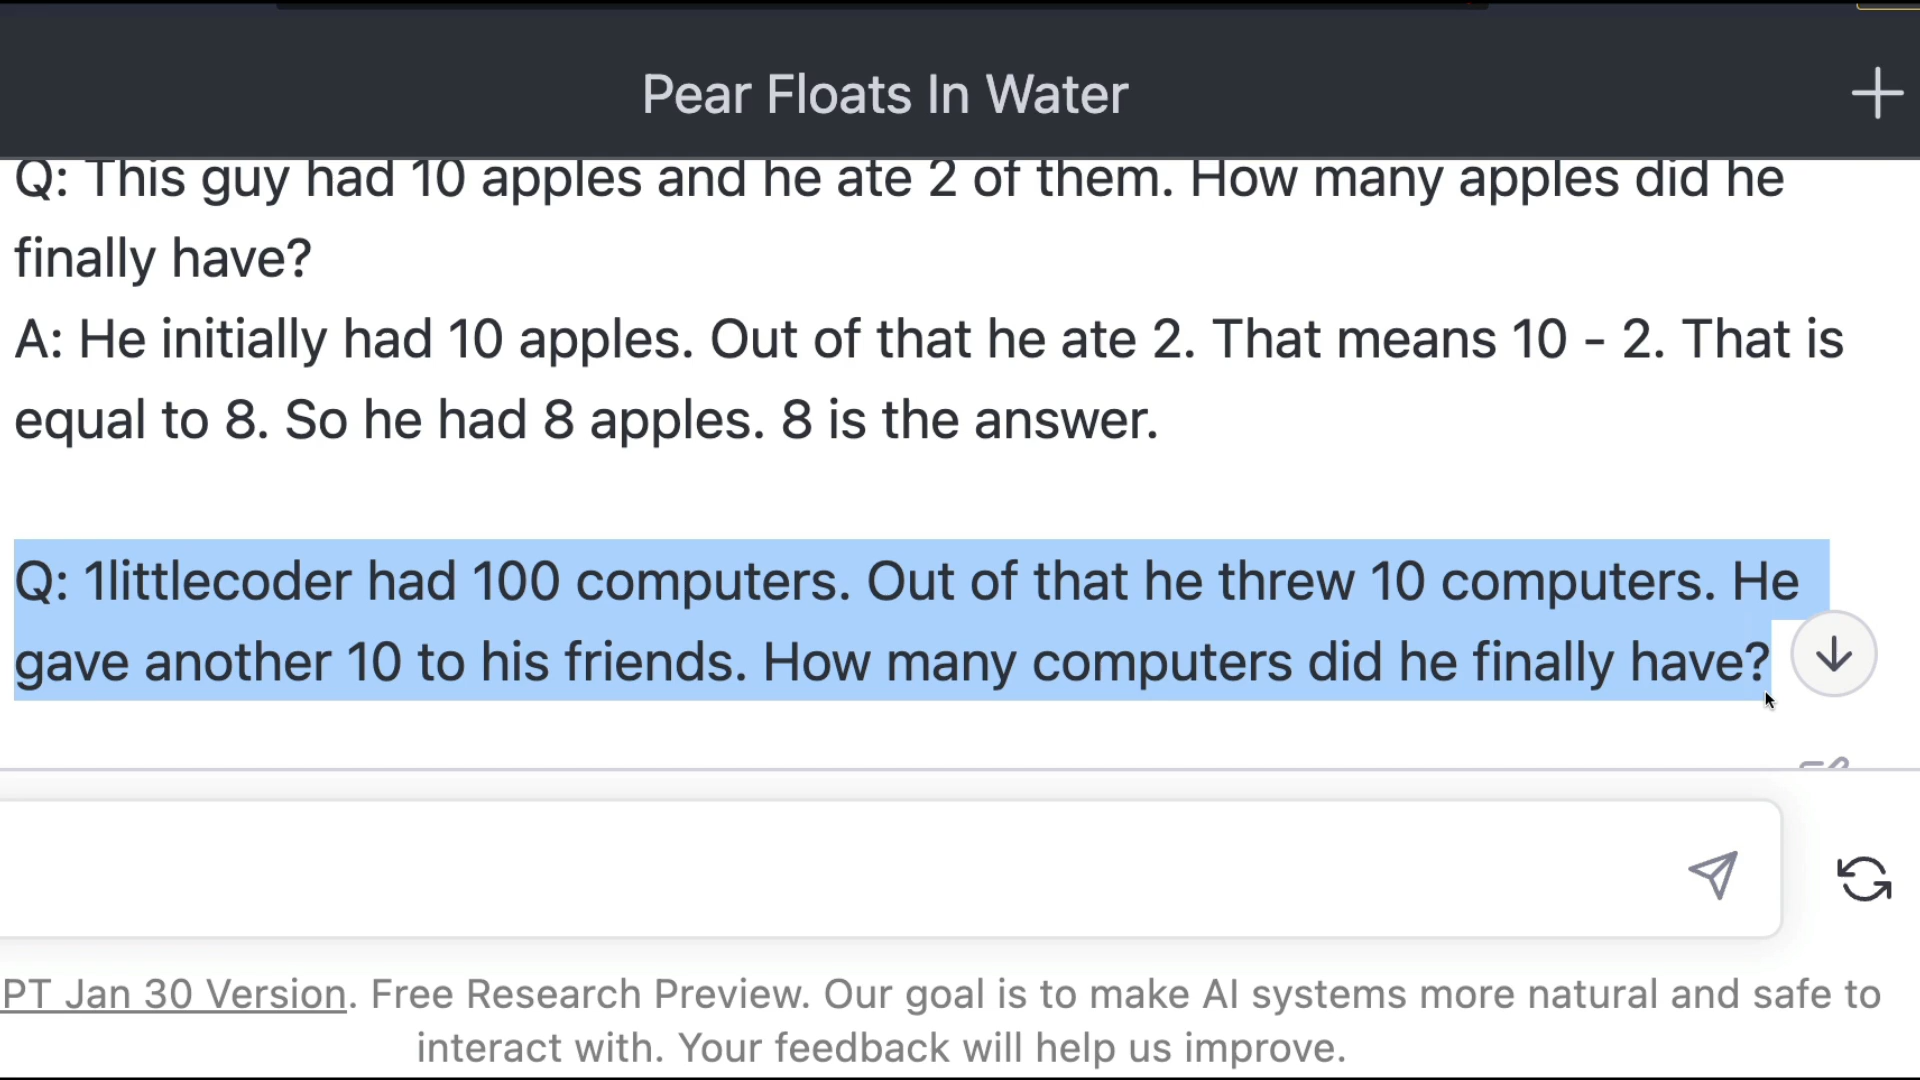 Pear Floats In Water
Q: This guy had 10 apples and he ate 2 of them. How many apples did he
finally have?
A: He initially had 10 apples. Out of that he ate 2. That means 10 - 2. That is
equal to 8. So he had 8 apples. 8 is the answer.
Q: 1littlecoder had 100 computers. Out of that he threw 10 computers. He
gave another 10 to his friends. How many computers did he finally have?
PT Jan 30 Version. Free Research Preview. Our goal is to make AI systems more natural and safe to
interact with. Your feedback will help us improve.